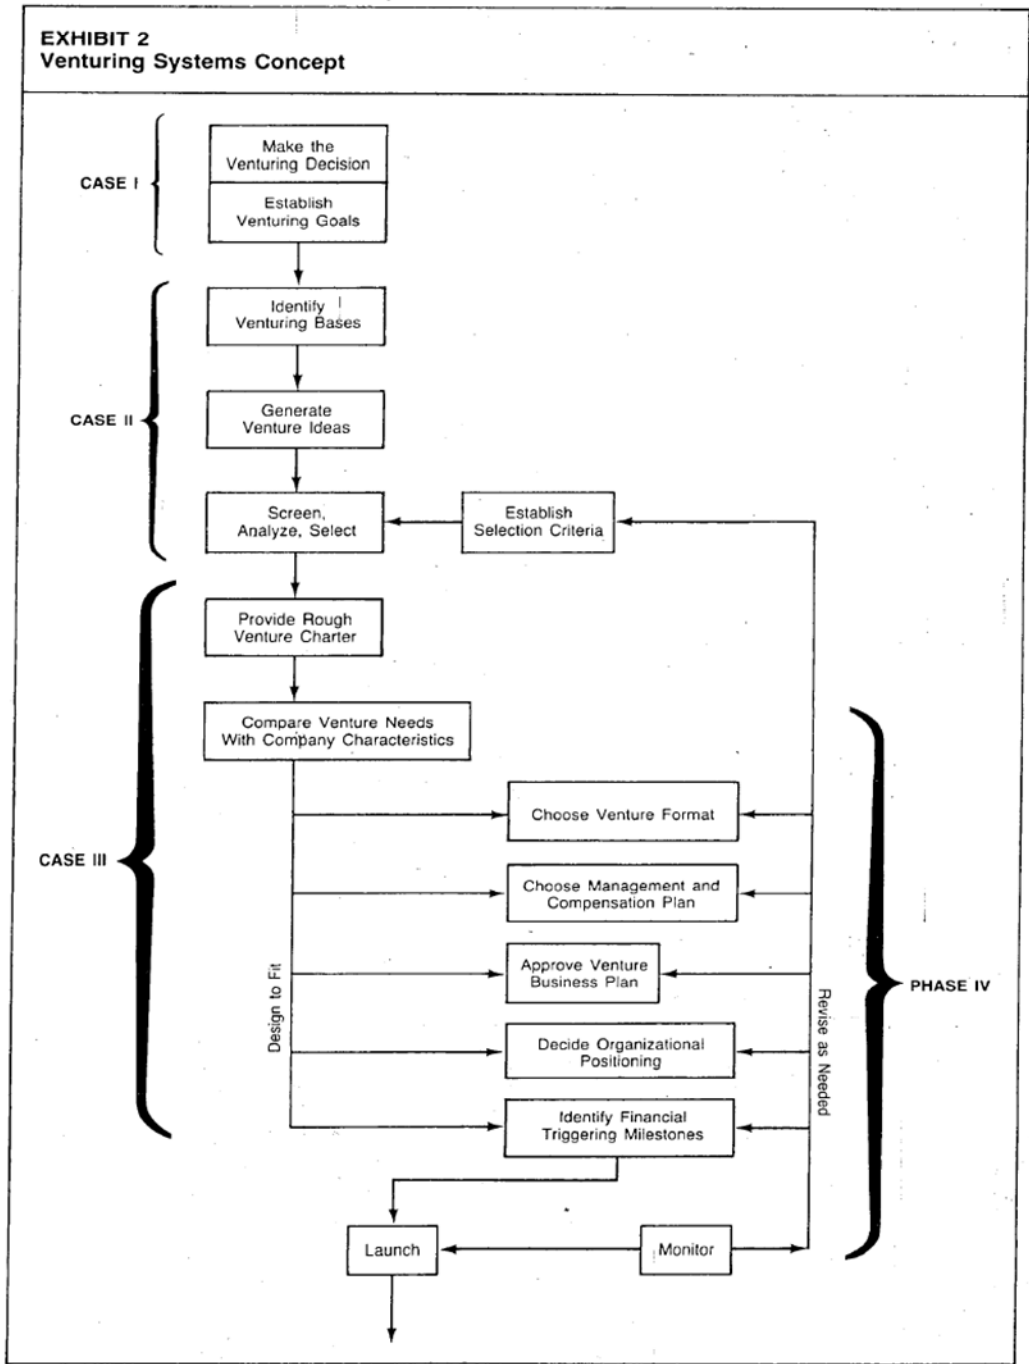 EXHIBIT 2
Venturing Systems Concept
CASE I
Make the
Venturing Decision
Establish
Venturing Goals
CASE II
Identify
Venturing Bases
Generate
Venture Ideas
Screen,
Analyze, Select
Establish
Selection Criteria
CASE III
Provide Rough
Venture Charter
Compare Venture Needs
With Company Characteristics
Design to Fit
Choose Venture Format
Choose Management and
Compensation Plan
Approve Venture
Business Plan
Decide Organizational
Positioning
Identify Financial
Triggering Milestones
Revise as Needed
PHASE IV
Launch
Monitor